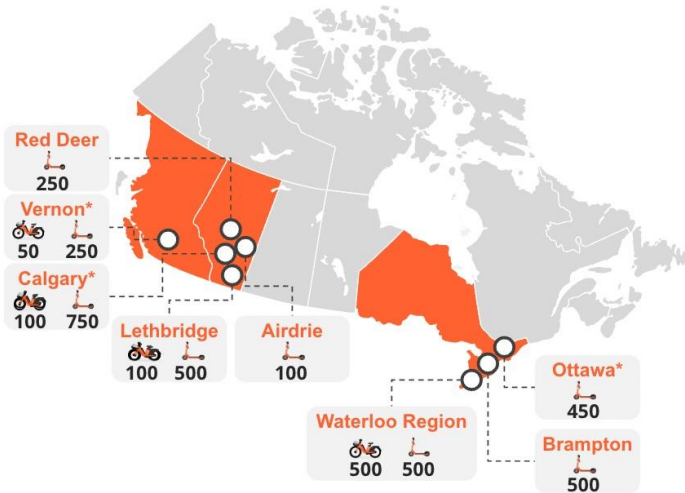 Red Deer
250
Vernon*
50 250
Calgary*
100 750
Lethbridge
100 500
Airdrie
100
Waterloo Region
500 500
Ottawa*
450
Brampton
500